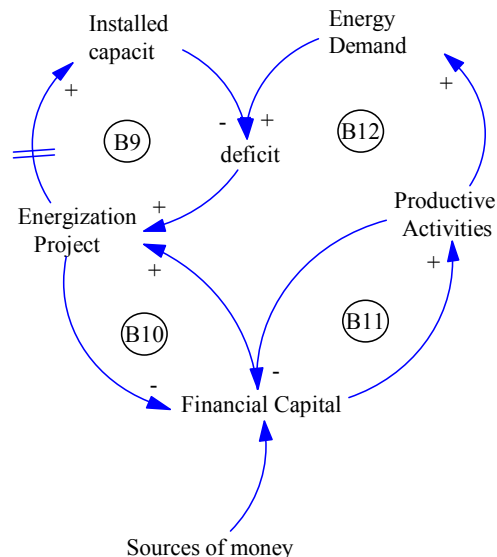 Installed
capacit
Energy
Demand
+
B9
-
+
B12
+
deficit
+
Energization
Project
Productive
Activities
+
+
B10
B11
-
-
Financial Capital
Sources of money